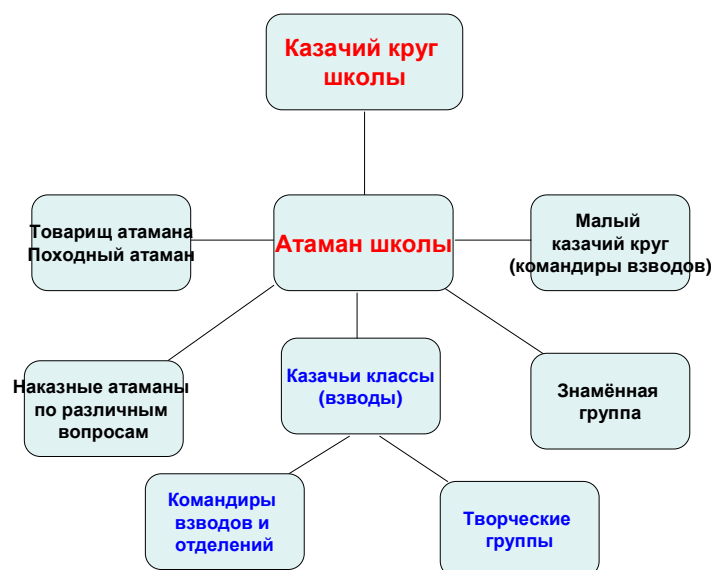 Казачий круг
школы
Товарищ атамана
Походный атаман
Атаман школы
Малый
казачий круг
(командиры взводов)
Наказные атаманы
по различным
вопросам
Казачьи классы
(взводы)
Знамённая
группа
Командиры
взводов и
отделений
Творческие
группы